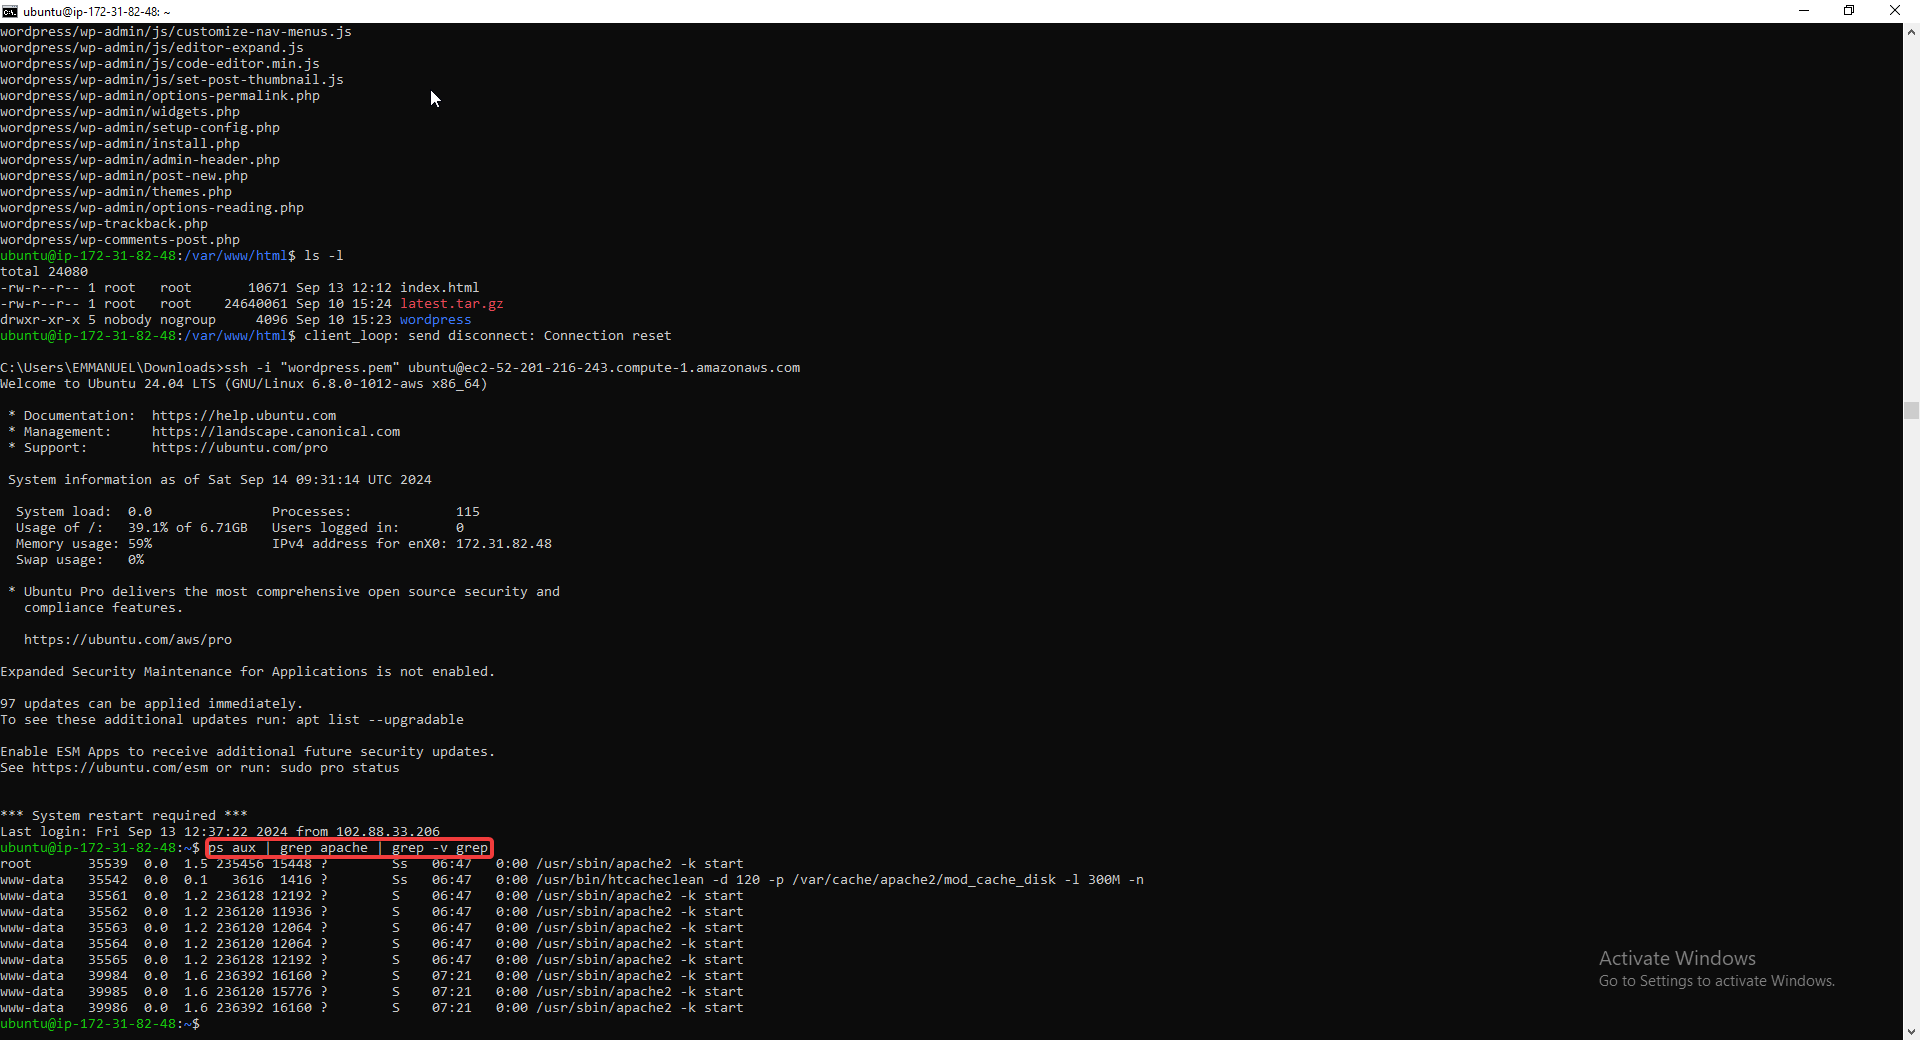 ubuntu@ip-172-31-82-48: ~
wordpress/wp-admin/js/customize-nav-menus.js
wordpress/wp-admin/js/editor-expand.js
wordpress/wp-admin/js/code-editor.min.js
wordpress/wp-admin/js/set-post-thumbnail.js
wordpress/wp-admin/options-permalink.php
wordpress/wp-admin/widgets.php
wordpress/wp-admin/setup-config.php
wordpress/wp-admin/install.php
wordpress/wp-admin/admin-header.php
wordpress/wp-admin/post-new.php
wordpress/wp-admin/themes.php
wordpress/wp-admin/options-reading.php
wordpress/wp-trackback.php
wordpress/wp-comments-post.php
ubuntu@ip-172-31-82-48:/var/www/html$ ls -l
total 24080
-rw-r--r-- 1 root   root       10671 Sep 13 12:12 index.html
-rw-r--r-- 1 root   root    24640061 Sep 10 15:24 latest.tar.gz
drwxr-xr-x 5 nobody nogroup     4096 Sep 10 15:23 wordpress
ubuntu@ip-172-31-82-48:/var/www/html$ client_loop: send disconnect: Connection reset
C:\Users\EMMANUEL\Downloads>ssh -i "wordpress.pem" ubuntu@ec2-52-201-216-243.compute-1.amazonaws.com
Welcome to Ubuntu 24.04 LTS (GNU/Linux 6.8.0-1012-aws x86_64)
 * Documentation:  https://help.ubuntu.com
 * Management:     https://landscape.canonical.com
 * Support:        https://ubuntu.com/pro
 System information as of Sat Sep 14 09:31:14 UTC 2024
  System load:  0.0               Processes:             115
  Usage of /:   39.1% of 6.71GB   Users logged in:       0
  Memory usage: 59%               IPv4 address for enX0: 172.31.82.48
  Swap usage:   0%
 * Ubuntu Pro delivers the most comprehensive open source security and
   compliance features.
   https://ubuntu.com/aws/pro
Expanded Security Maintenance for Applications is not enabled.
97 updates can be applied immediately.
To see these additional updates run: apt list --upgradable
Enable ESM Apps to receive additional future security updates.
See https://ubuntu.com/esm or run: sudo pro status
*** System restart required ***
Last login: Fri Sep 13 12:37:22 2024 from 102.88.33.206
ubuntu@ip-172-31-82-48:~$ ps aux | grep apache | grep -v grep
root       35539  0.0  1.5 235456 15448 ?        Ss   06:47   0:00 /usr/sbin/apache2 -k start
www-data   35542  0.0  0.1   3616  1416 ?        Ss   06:47   0:00 /usr/bin/htcacheclean -d 120 -p /var/cache/apache2/mod_cache_disk -l 300M -n
www-data   35561  0.0  1.2 236128 12192 ?        S    06:47   0:00 /usr/sbin/apache2 -k start
www-data   35562  0.0  1.2 236120 11936 ?        S    06:47   0:00 /usr/sbin/apache2 -k start
www-data   35563  0.0  1.2 236120 12064 ?        S    06:47   0:00 /usr/sbin/apache2 -k start
www-data   35564  0.0  1.2 236120 12064 ?        S    06:47   0:00 /usr/sbin/apache2 -k start
www-data   35565  0.0  1.2 236128 12192 ?        S    06:47   0:00 /usr/sbin/apache2 -k start
www-data   39984  0.0  1.6 236392 16160 ?        S    07:21   0:00 /usr/sbin/apache2 -k start
www-data   39985  0.0  1.6 236120 15776 ?        S    07:21   0:00 /usr/sbin/apache2 -k start
www-data   39986  0.0  1.6 236392 16160 ?        S    07:21   0:00 /usr/sbin/apache2 -k start
ubuntu@ip-172-31-82-48:~$
Activate Windows
Go to Settings to activate Windows.